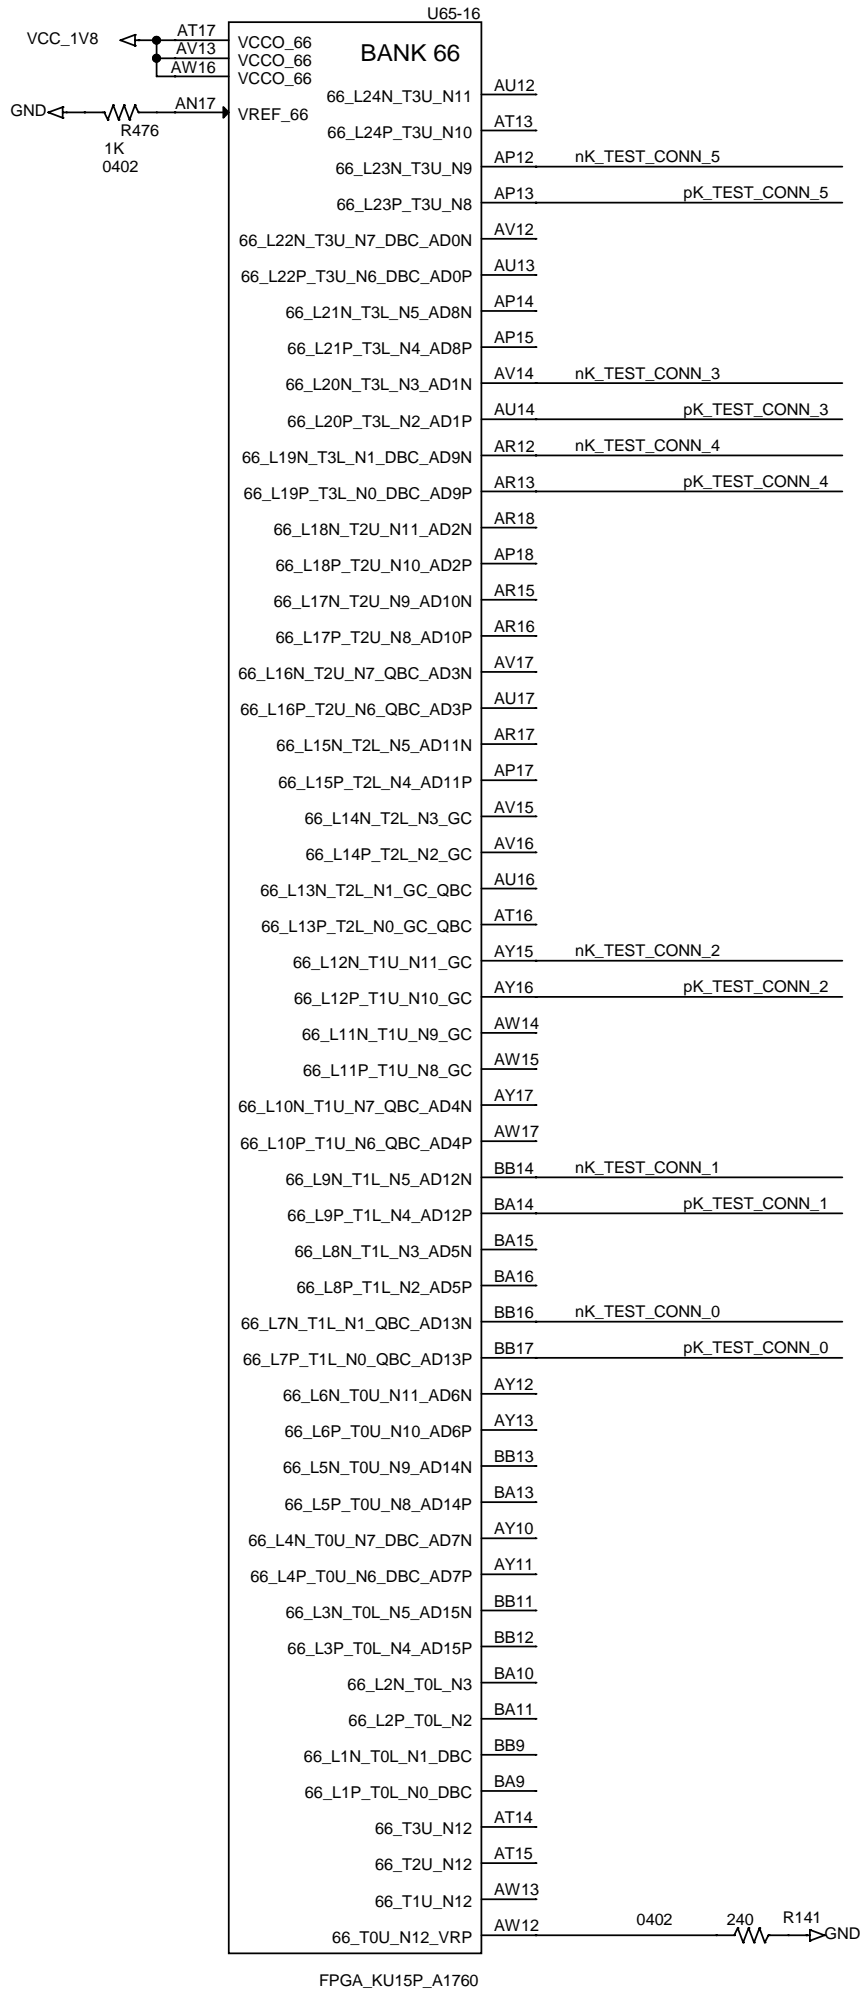 U65-16
BANK 66
VCC_1V8
AT17 VCCO_66
AV13 VCCO_66
AW16 VCCO_66
GND AN17 VREF_66
R476
1K
0402
66_L24N_T3U_N11 AU12
66_L24P_T3U_N10 AT13
66_L23N_T3U_N9 AP12 nK_TEST_CONN_5
66_L23P_T3U_N8 AP13 pK_TEST_CONN_5
66_L22N_T3U_N7_DBC_AD0N AV12
66_L22P_T3U_N6_DBC_AD0P AU13
66_L21N_T3L_N5_AD8N AP14
66_L21P_T3L_N4_AD8P AP15
66_L20N_T3L_N3_AD1N AV14 nK_TEST_CONN_3
66_L20P_T3L_N2_AD1P AU14 pK_TEST_CONN_3
66_L19N_T3L_N1_DBC_AD9N AR12 nK_TEST_CONN_4
66_L19P_T3L_N0_DBC_AD9P AR13 pK_TEST_CONN_4
66_L18N_T2U_N11_AD2N AR18
66_L18P_T2U_N10_AD2P AP18
66_L17N_T2U_N9_AD10N AR15
66_L17P_T2U_N8_AD10P AR16
66_L16N_T2U_N7_QBC_AD3N AV17
66_L16P_T2U_N6_QBC_AD3P AU17
66_L15N_T2L_N5_AD11N AR17
66_L15P_T2L_N4_AD11P AP17
66_L14N_T2L_N3_GC AV15
66_L14P_T2L_N2_GC AV16
66_L13N_T2L_N1_GC_QBC AU16
66_L13P_T2L_N0_GC_QBC AT16
66_L12N_T1U_N11_GC AY15 nK_TEST_CONN_2
66_L12P_T1U_N10_GC AY16 pK_TEST_CONN_2
66_L11N_T1U_N9_GC AW14
66_L11P_T1U_N8_GC AW15
66_L10N_T1U_N7_QBC_AD4N AY17
66_L10P_T1U_N6_QBC_AD4P AW17
66_L9N_T1L_N5_AD12N BB14 nK_TEST_CONN_1
66_L9P_T1L_N4_AD12P BA14 pK_TEST_CONN_1
66_L8N_T1L_N3_AD5N BA15
66_L8P_T1L_N2_AD5P BA16
66_L7N_T1L_N1_QBC_AD13N BB16 nK_TEST_CONN_0
66_L7P_T1L_N0_QBC_AD13P BB17 pK_TEST_CONN_0
66_L6N_T0U_N11_AD6N AY12
66_L6P_T0U_N10_AD6P AY13
66_L5N_T0U_N9_AD14N BB13
66_L5P_T0U_N8_AD14P BA13
66_L4N_T0U_N7_DBC_AD7N AY10
66_L4P_T0U_N6_DBC_AD7P AY11
66_L3N_T0L_N5_AD15N BB11
66_L3P_T0L_N4_AD15P BB12
66_L2N_T0L_N3 BA10
66_L2P_T0L_N2 BA11
66_L1N_T0L_N1_DBC BB9
66_L1P_T0L_N0_DBC BA9
66_T3U_N12 AT14
66_T2U_N12 AT15
66_T1U_N12 AW13
66_T0U_N12_VRP AW12 0402 240 R141 GND
FPGA_KU15P_A1760